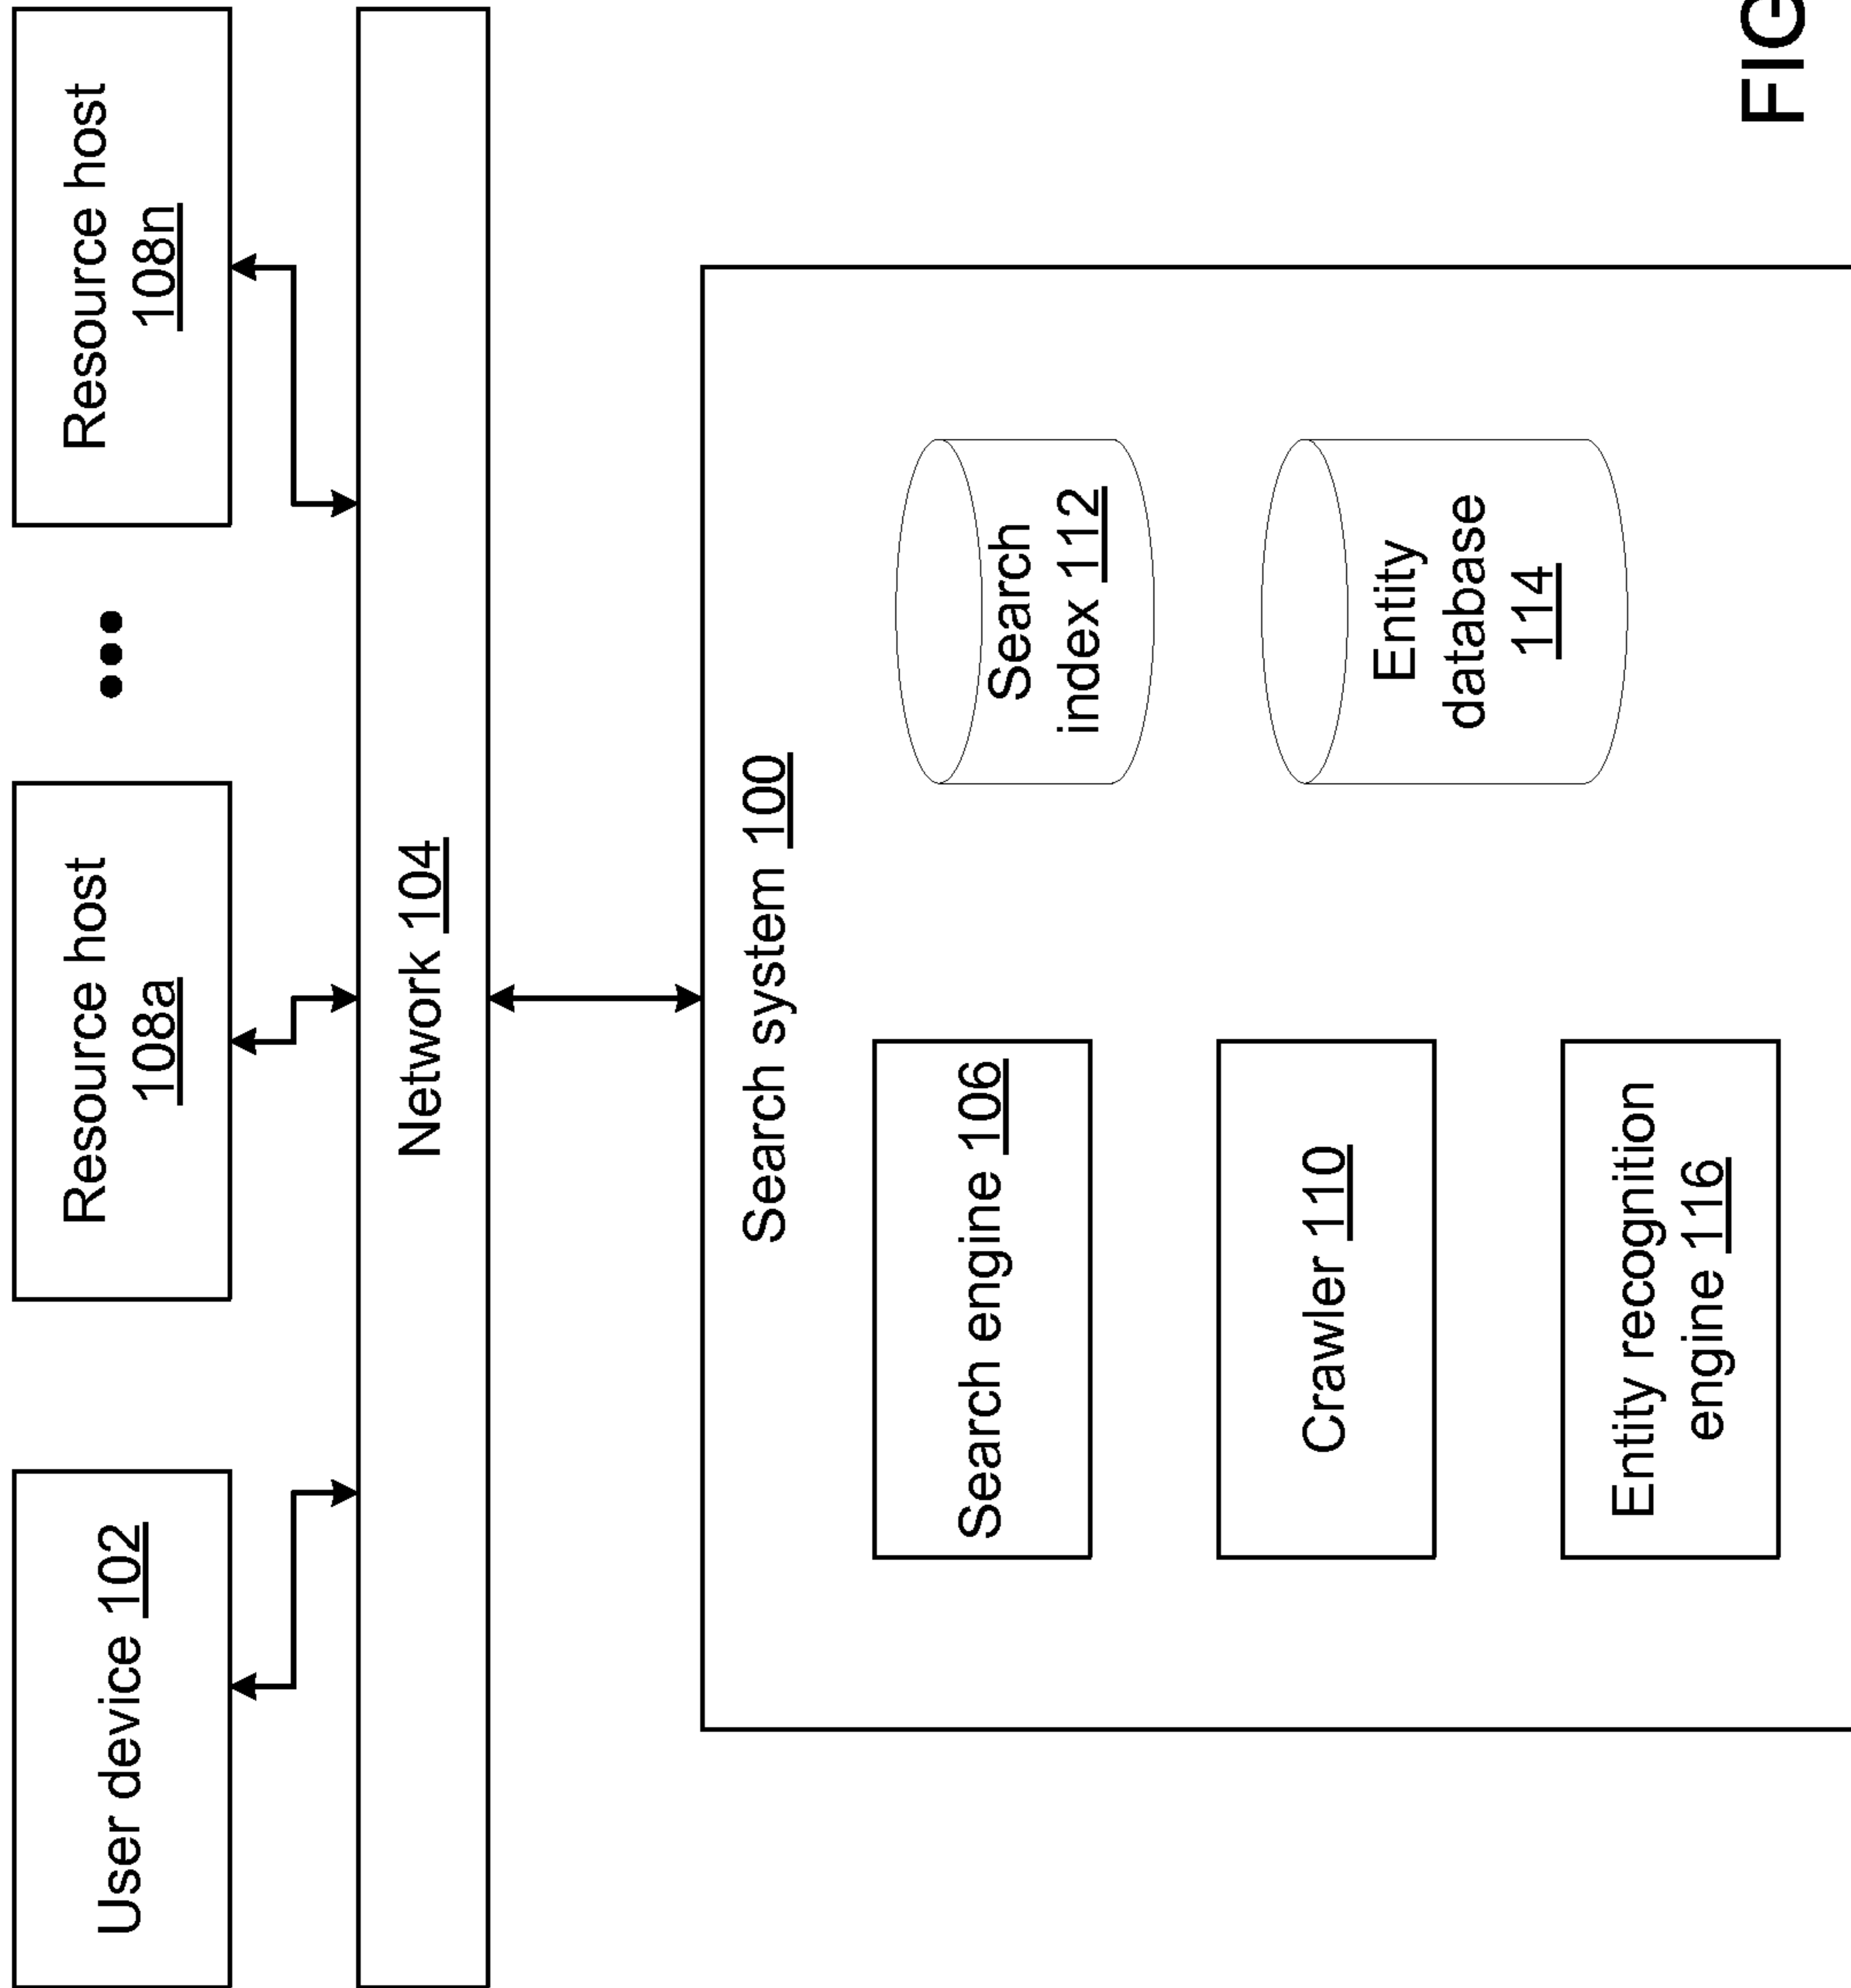 User device 102
Resource host
108a
•••
Resource host
108n
Network 104
Search system 100
Search engine 106
Search
index 112
Crawler 110
Entity
database
114
Entity recognition
engine 116
FIG